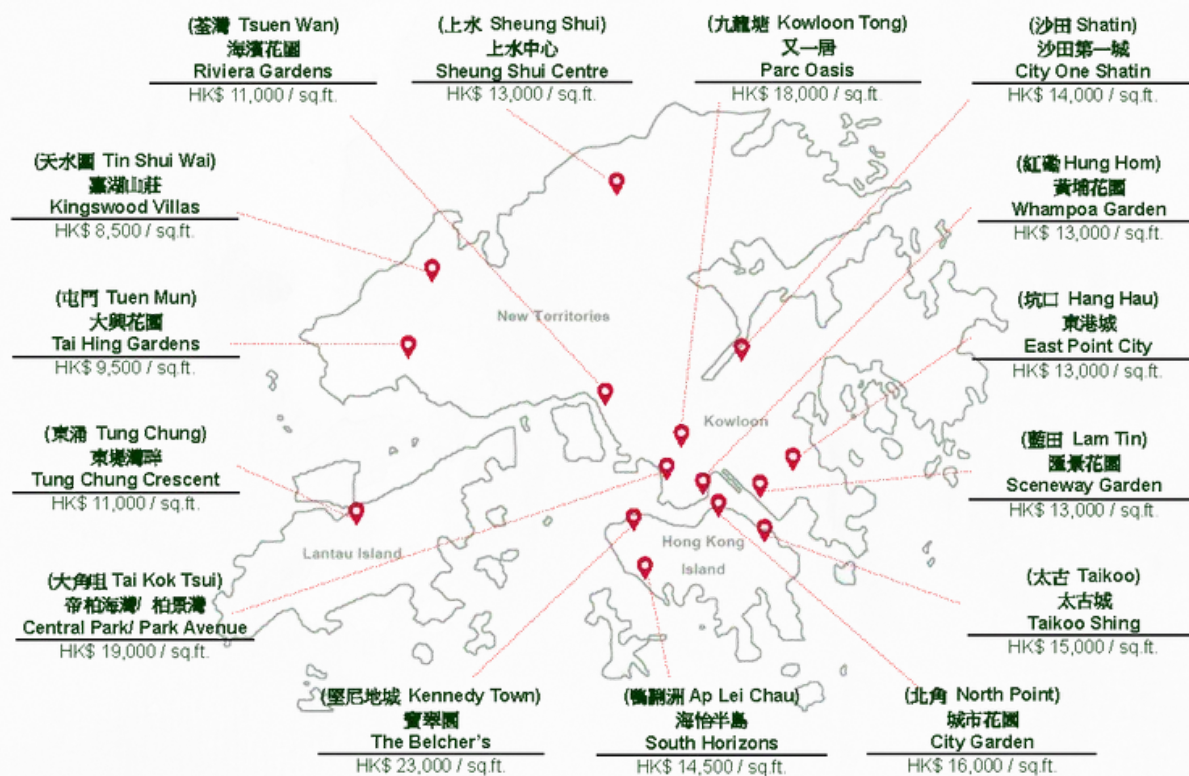 (荃灣 Tsuen Wan)
海濱花園
Riviera Gardens
HK$ 11,000 / sq.ft.
(上水 Sheung Shui)
上水中心
Sheung Shui Centre
HK$ 13,000 / sq.ft.
(九龍塘 Kowloon Tong)
又一居
Parc Oasis
HK$ 18,000 / sq.ft.
(沙田 Shatin)
沙田第一城
City One Shatin
HK$ 14,000 / sq.ft.
(天水圍 Tin Shui Wai)
嘉湖山莊
Kingswood Villas
HK$ 8,500 / sq.ft.
(紅磡 Hung Hom)
黃埔花園
Whampoa Garden
HK$ 13,000 / sq.ft.
(屯門 Tuen Mun)
大興花園
Tai Hing Gardens
HK$ 9,500 / sq.ft.
(坑口 Hang Hau)
東港城
East Point City
HK$ 13,000 / sq.ft.
(東涌 Tung Chung)
東堤灣畔
Tung Chung Crescent
HK$ 11,000 / sq.ft.
(藍田 Lam Tin)
匯景花園
Sceneway Garden
HK$ 13,000 / sq.ft.
(大角咀 Tai Kok Tsui)
帝柏海灣/ 柏景灣
Central Park/ Park Avenue
HK$ 19,000 / sq.ft.
(太古 Taikoo)
太古城
Taikoo Shing
HK$ 15,000 / sq.ft.
(堅尼地城 Kennedy Town)
寶翠園
The Belcher's
HK$ 23,000 / sq.ft.
(鴨脷洲 Ap Lei Chau)
海怡半島
South Horizons
HK$ 14,500 / sq.ft.
(北角 North Point)
城市花園
City Garden
HK$ 16,000 / sq.ft.
New Territories
Kowloon
Lantau Island
Hong Kong
Island